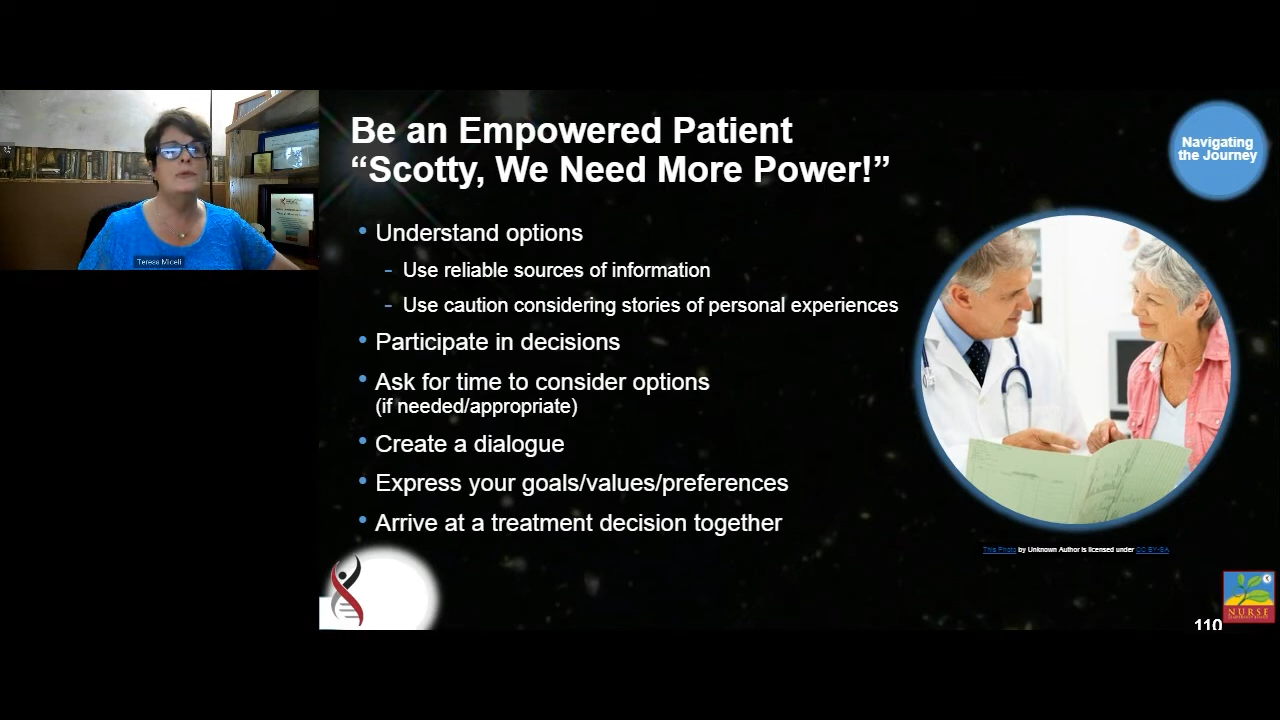 Be an Empowered Patient
“Scotty, We Need More Power!”
Navigating
the Journey
• Understand options
- Use reliable sources of information
- Use caution considering stories of personal experiences
• Participate in decisions
• Ask for time to consider options
(if needed/appropriate)
• Create a dialogue
• Express your goals/values/preferences
• Arrive at a treatment decision together
Teresa Miceli
This Photo by Unknown Author is licensed under CC BY-SA
NURSE
110